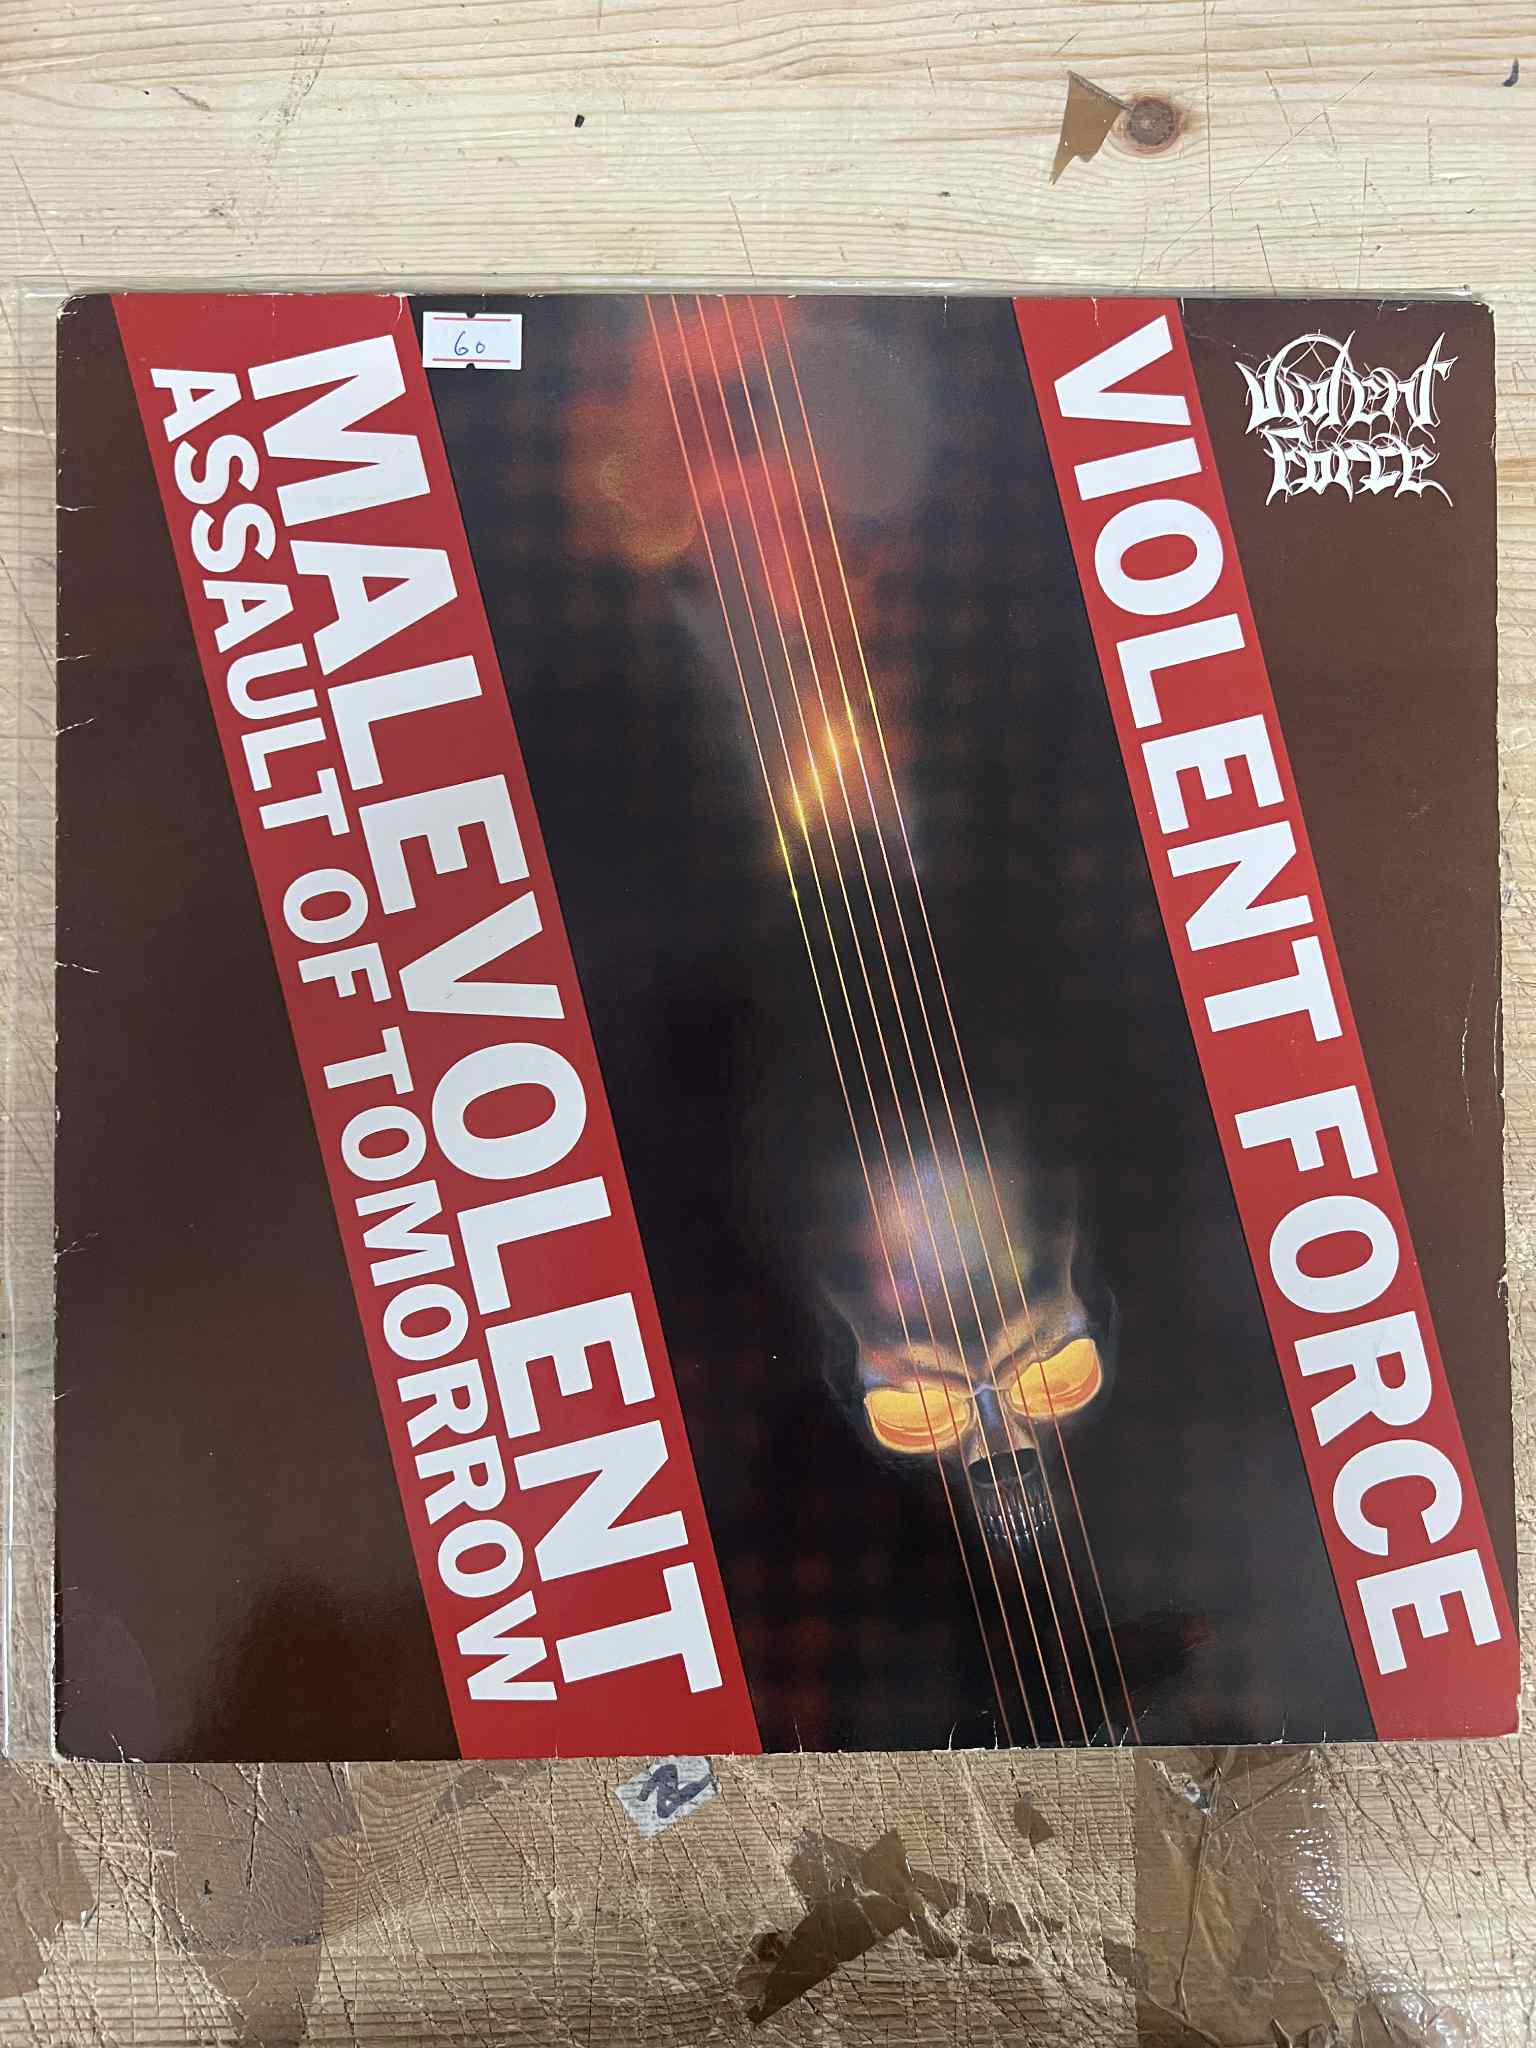 Violent
Force
60
VIOLENT FORCE
MALEVOLENT
ASSAULT OF TOMORROW
N